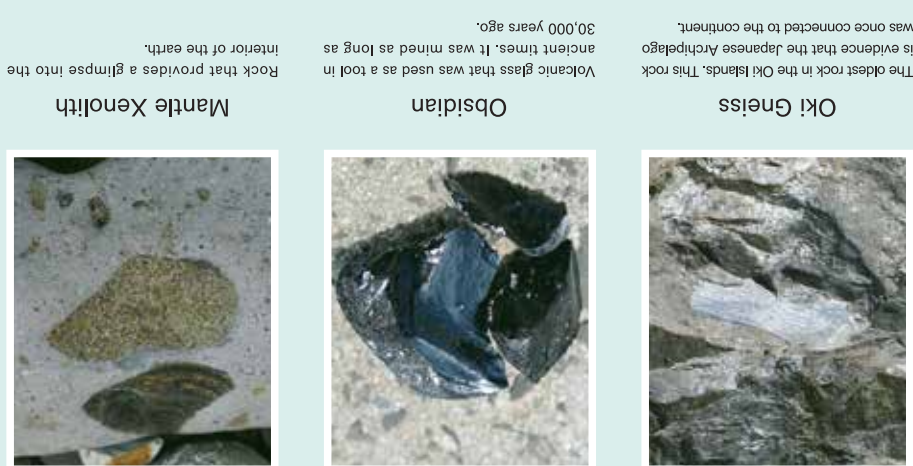 Oki Gneiss
The oldest rock in the Oki Islands. This rock
is evidence that the Japanese Archipelago
was once connected to the continent.
Obsidian
Volcanic glass that was used as a tool in
ancient times. It was mined as long as
30,000 years ago.
Mantle Xenolith
Rock that provides a glimpse into the
interior of the earth.